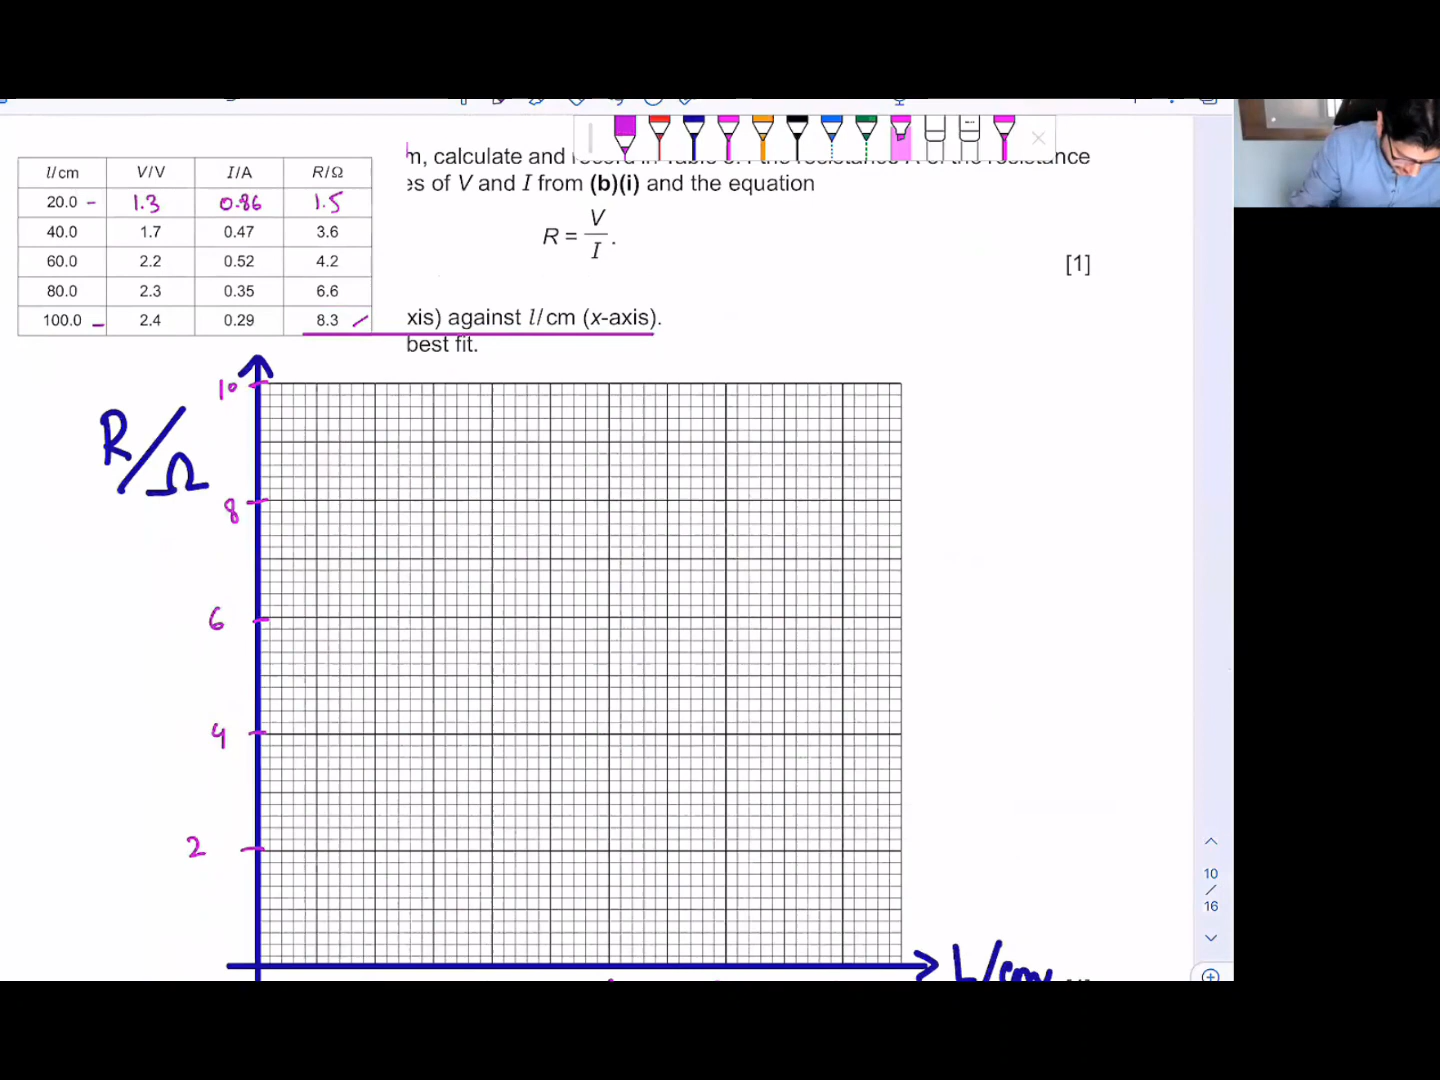 m, calculate and
es of V and I from (b)(i) and the equation
R = V / I .
[1]
l/cm V/V I/A R/Ω
20.0 - 1.3 0.86 1.5
40.0 1.7 0.47 3.6
60.0 2.2 0.52 4.2
80.0 2.3 0.35 6.6
100.0 2.4 0.29 8.3
xis) against l/cm (x-axis).
best fit.
10
R/Ω
8
6
4
2
L/cm
10
/
16